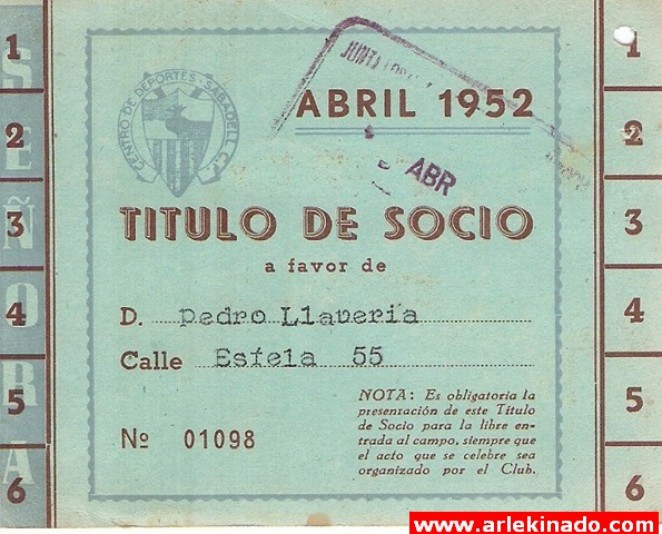 SEÑORA
1
2
3
4
5
6
CENTRO DE DEPORTES - SABADELL C.F.
ABRIL 1952
JUNTA
ABR
TITULO DE SOCIO
a favor de
D. Pedro Llaveria
Calle Estela 55
Nº 01098
NOTA: Es obligatoria la
presentación de este Titulo
de Socio para la libre en-
trada al campo, siempre que
el acto que se celebre sea
organizado por el Club.
1
2
3
4
5
6
www.arlekinado.com